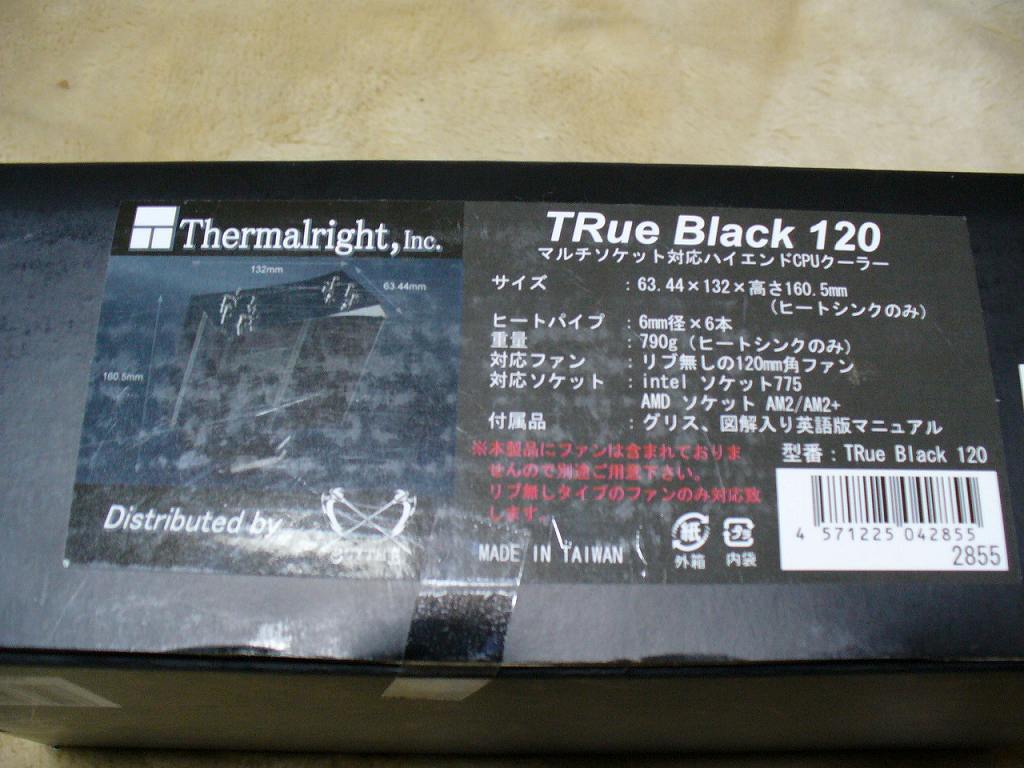 Thermalright, Inc.
132mm
63.44mm
160.5mm
Distributed by
TRue Black 120
マルチソケット対応ハイエンドCPUクーラー
サイズ : 63.44×132×高さ160.5mm
(ヒートシンクのみ)
ヒートパイプ : 6mm径×6本
重量 : 790g (ヒートシンクのみ)
対応ファン : リブ無しの120mm角ファン
対応ソケット : intel ソケット775
AMD ソケット AM2/AM2+
付属品 : グリス、図解入り英語版マニュアル
※本製品にファンは含まれておりま
せんので別途ご用意下さい。
リブ無しタイプのファンのみ対応致
します。
型番 : TRue Black 120
MADE IN TAIWAN
紙
外箱
プラ
内袋
4 571225 042855
2855